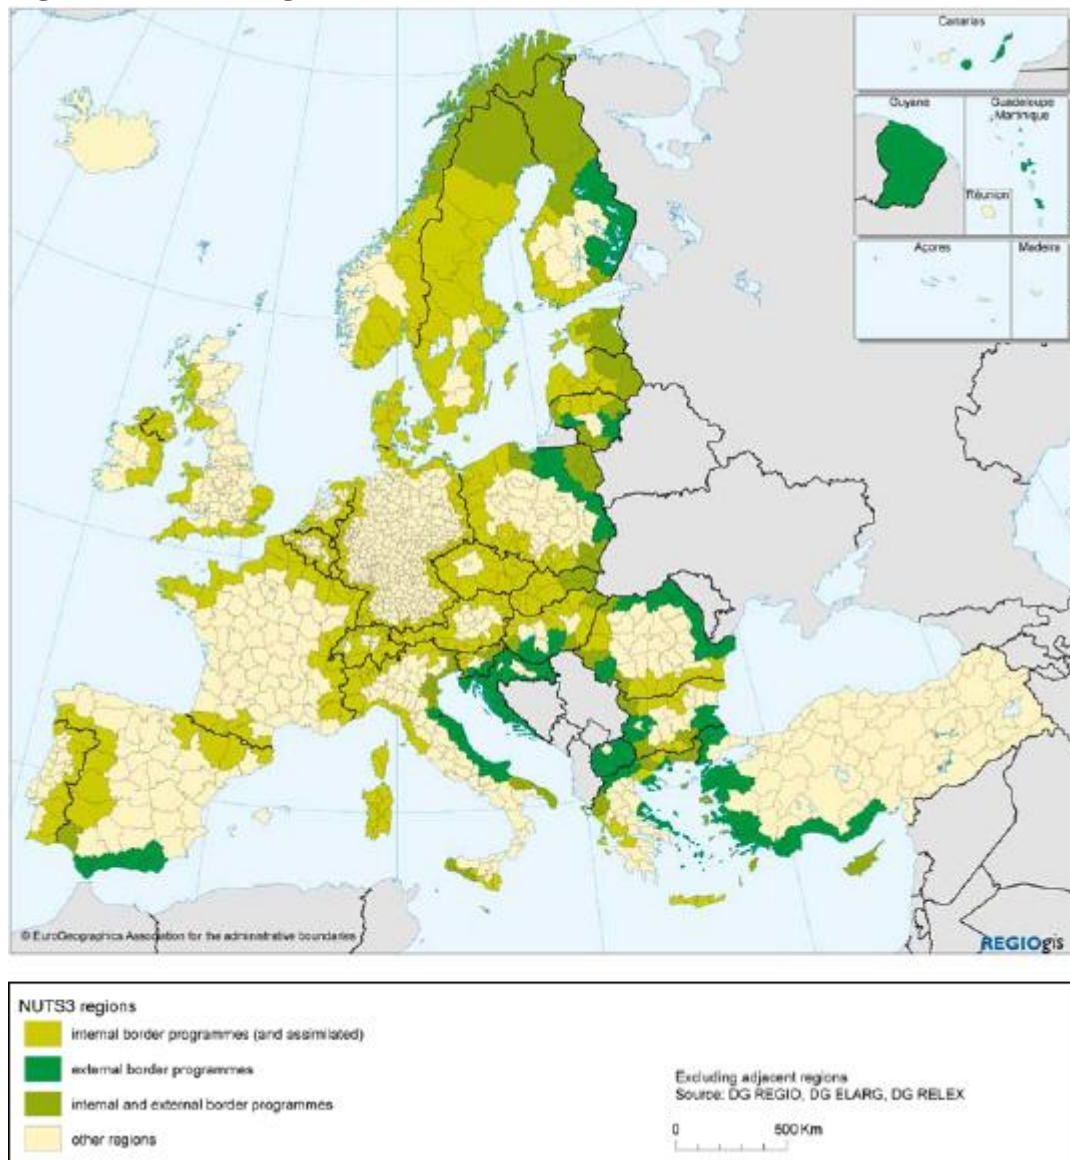 Canarias
Guyane
Guadeloupe
Martinique
Réunion
Açores
Madeira
© EuroGeographics Association for the administrative boundaries
REGIOgis
NUTS3 regions
internal border programmes (and assimilated)
external border programmes
internal and external border programmes
other regions
Excluding adjacent regions
Source: DG REGIO, DG ELARG, DG RELEX
0 500 Km